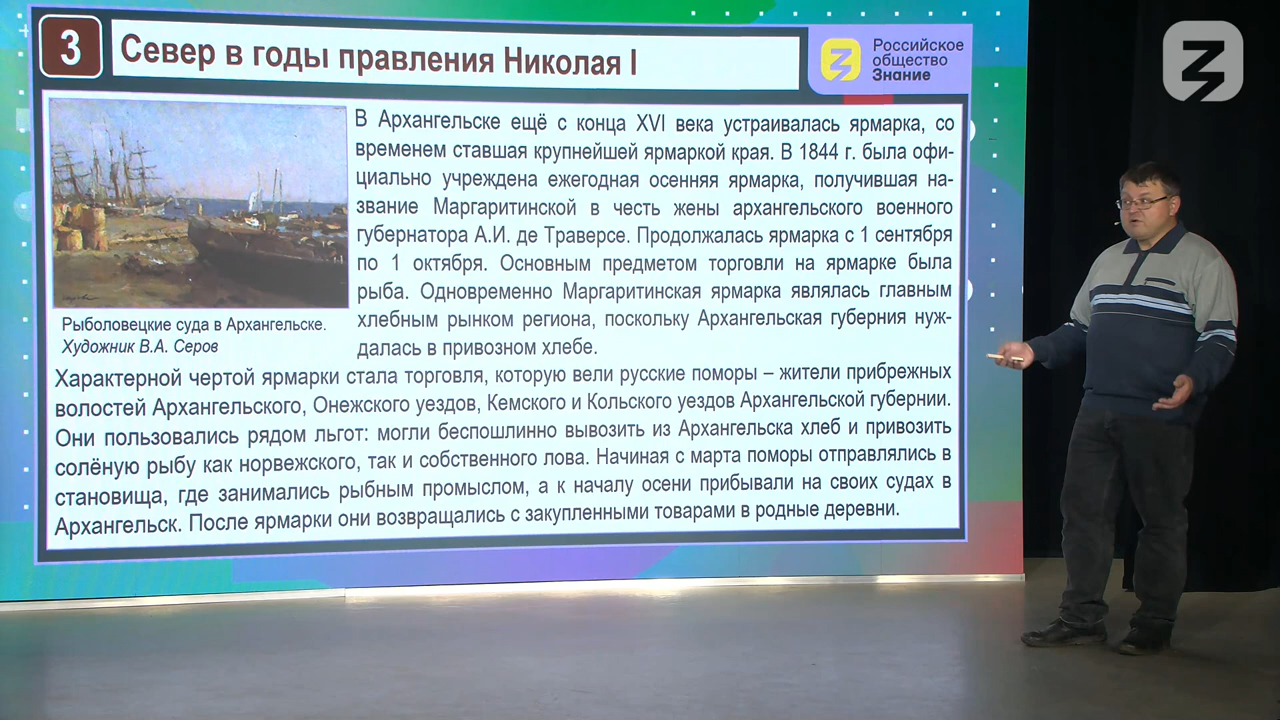 3
Север в годы правления Николая I
Российское
общество
Знание
В Архангельске ещё с конца XVI века устраивалась ярмарка, со
временем ставшая крупнейшей ярмаркой края. В 1844 г. была офи-
циально учреждена ежегодная осенняя ярмарка, получившая на-
звание Маргаритинской в честь жены архангельского военного
губернатора А.И. де Траверсе. Продолжалась ярмарка с 1 сентября
по 1 октября. Основным предметом торговли на ярмарке была
рыба. Одновременно Маргаритинская ярмарка являлась главным
хлебным рынком региона, поскольку Архангельская губерния нуж-
далась в привозном хлебе.
Рыболовецкие суда в Архангельске.
Художник В.А. Серов
Характерной чертой ярмарки стала торговля, которую вели русские поморы – жители прибрежных
волостей Архангельского, Онежского уездов, Кемского и Кольского уездов Архангельской губернии.
Они пользовались рядом льгот: могли беспошлинно вывозить из Архангельска хлеб и привозить
солёную рыбу как норвежского, так и собственного лова. Начиная с марта поморы отправлялись в
становища, где занимались рыбным промыслом, а к началу осени прибывали на своих судах в
Архангельск. После ярмарки они возвращались с закупленными товарами в родные деревни.